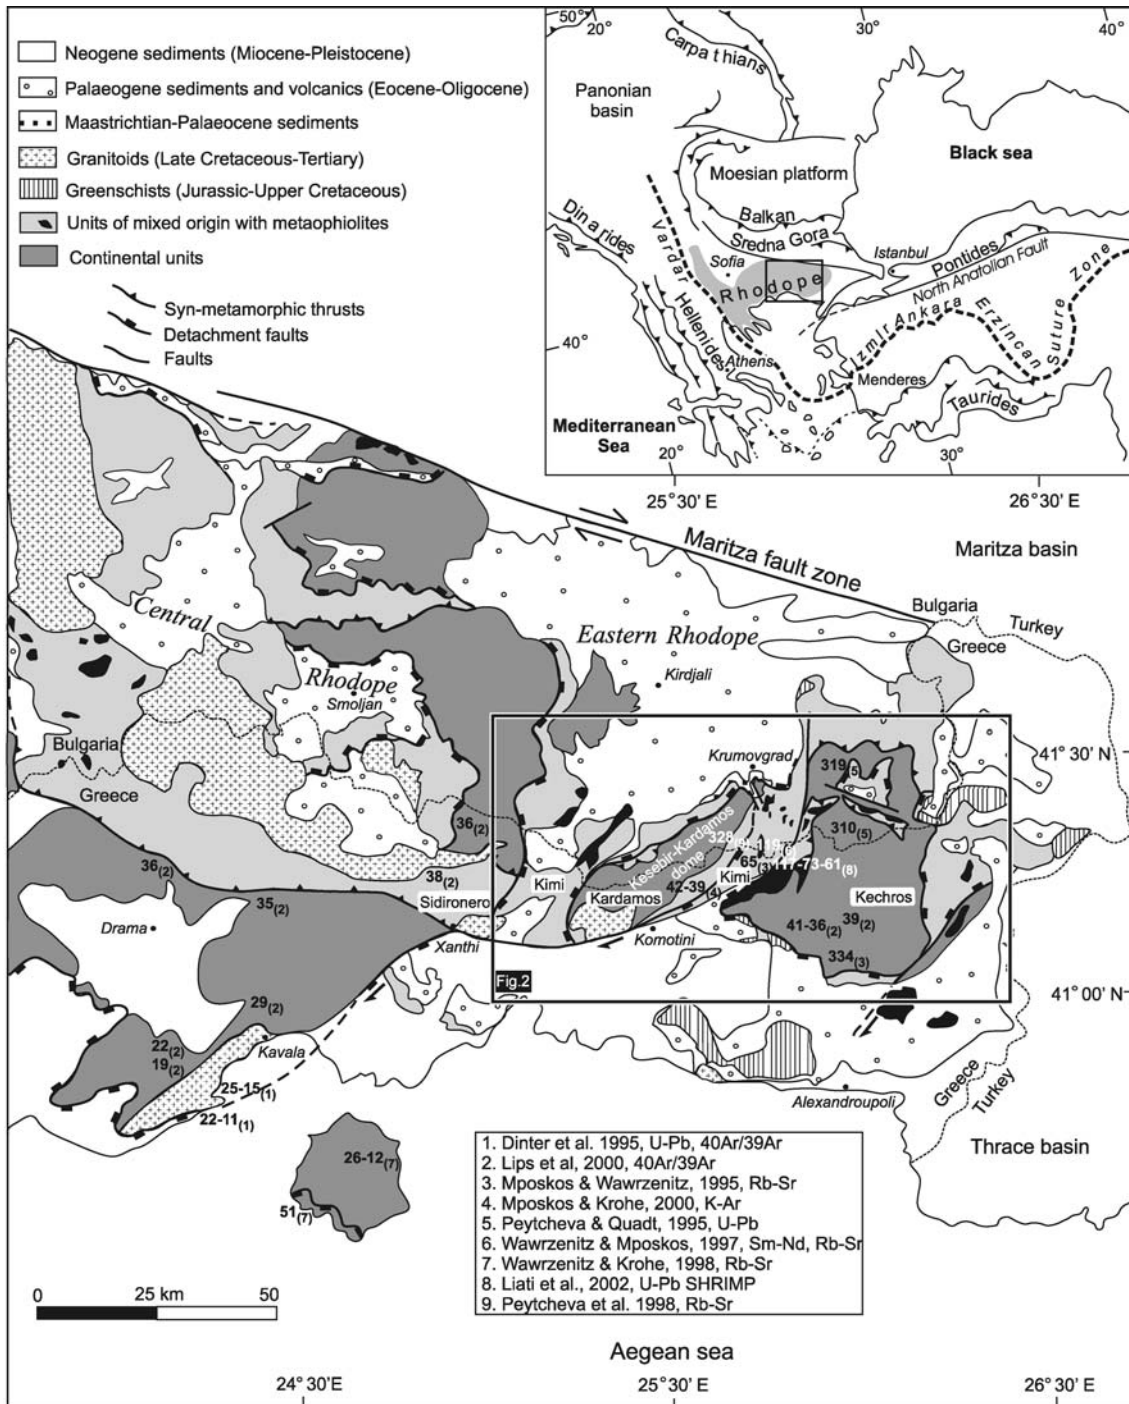 Neogene sediments (Miocene-Pleistocene)
Palaeogene sediments and volcanics (Eocene-Oligocene)
Maastrichtian-Palaeocene sediments
Granitoids (Late Cretaceous-Tertiary)
Greenschists (Jurassic-Upper Cretaceous)
Units of mixed origin with metaophiolites
Continental units
Syn-metamorphic thrusts
Detachment faults
Faults
50°
20°
30°
40°
Carpathians
Panonian
basin
Black sea
Moesian platform
Dinarides
Vardar
Balkan
Sredna Gora
Istanbul
Pontides
Sofia
Rhodope
North Anatolian Fault
Hellenides
Izmir Ankara Erzincan
Suture Zone
40°
Athens
Menderes
Taurides
Mediterranean
Sea
20°
30°
25°30' E
26°30' E
Maritza fault zone
Maritza basin
Bulgaria
Turkey
Greece
Central
Rhodope
Eastern Rhodope
Kirdjali
Smoljan
Bulgaria
Greece
Krumovgrad
41°30' N
319(5)
310(5)
36(2)
Kesebir-Kardamos
dome
65(3)
117-73-61(8)
36(2)
38(2)
Kimi
Kimi
42-39(4)
Kardamos
Kechros
Sidironero
35(2)
41-36(2)
39(2)
Drama
Xanthi
Komotini
334(3)
Fig.2
41°00' N
29(2)
22(2)
19(2)
Kavala
25-15(1)
22-11(1)
Alexandroupoli
Greece
Turkey
Thrace basin
26-12(7)
51(7)
1. Dinter et al. 1995, U-Pb, 40Ar/39Ar
2. Lips et al, 2000, 40Ar/39Ar
3. Mposkos & Wawrzenitz, 1995, Rb-Sr
4. Mposkos & Krohe, 2000, K-Ar
5. Peytcheva & Quadt, 1995, U-Pb
6. Wawrzenitz & Mposkos, 1997, Sm-Nd, Rb-Sr
7. Wawrzenitz & Krohe, 1998, Rb-Sr
8. Liati et al., 2002, U-Pb SHRIMP
9. Peytcheva et al. 1998, Rb-Sr
0
25 km
50
Aegean sea
24°30'E
25°30'E
26°30'E